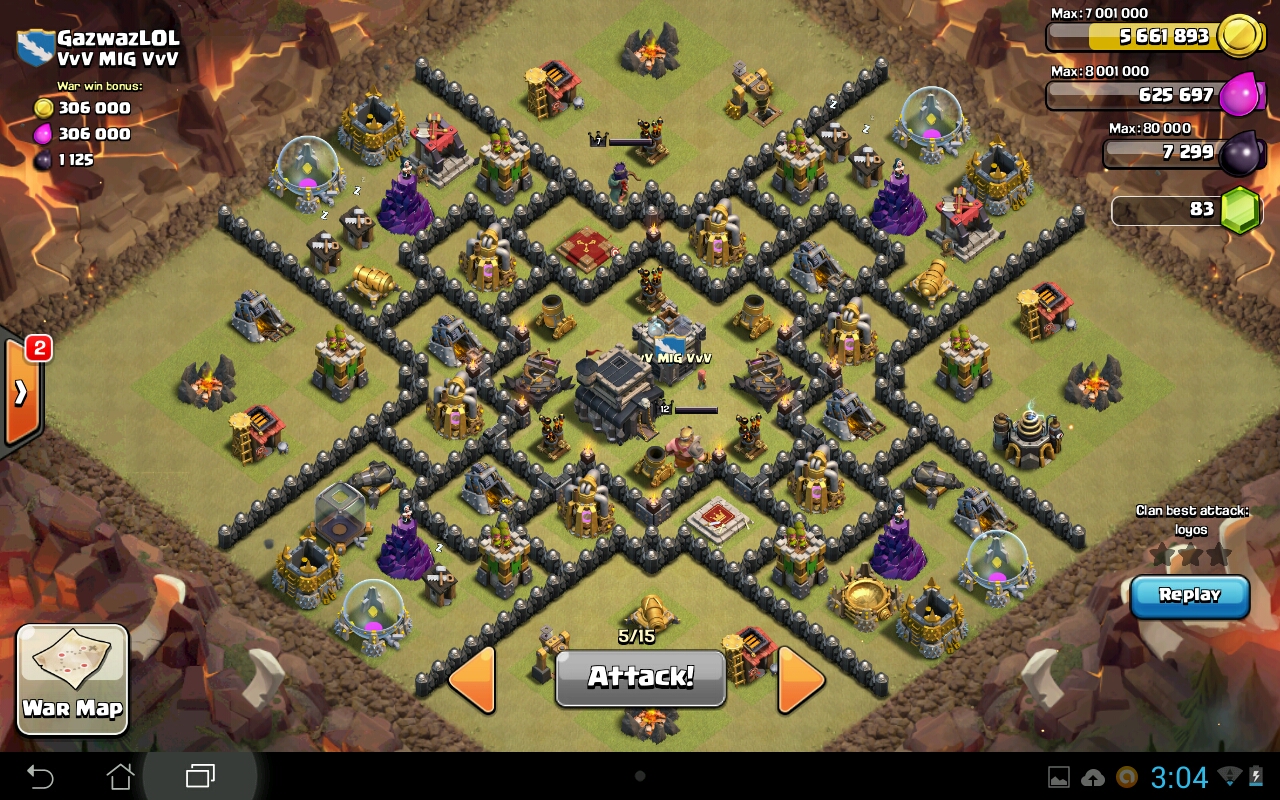 GazwazLOL
VvV MIG VvV
War win bonus:
306 000
306 000
1 125
Max: 7 001 000
5 661 893
Max: 8 001 000
625 697
Max: 80 000
7 299
83
7
z
z
z
z
2
vV MIG VvV
12
z
Clan best attack:
loyos
Replay
5/15
Attack!
War Map
3:04